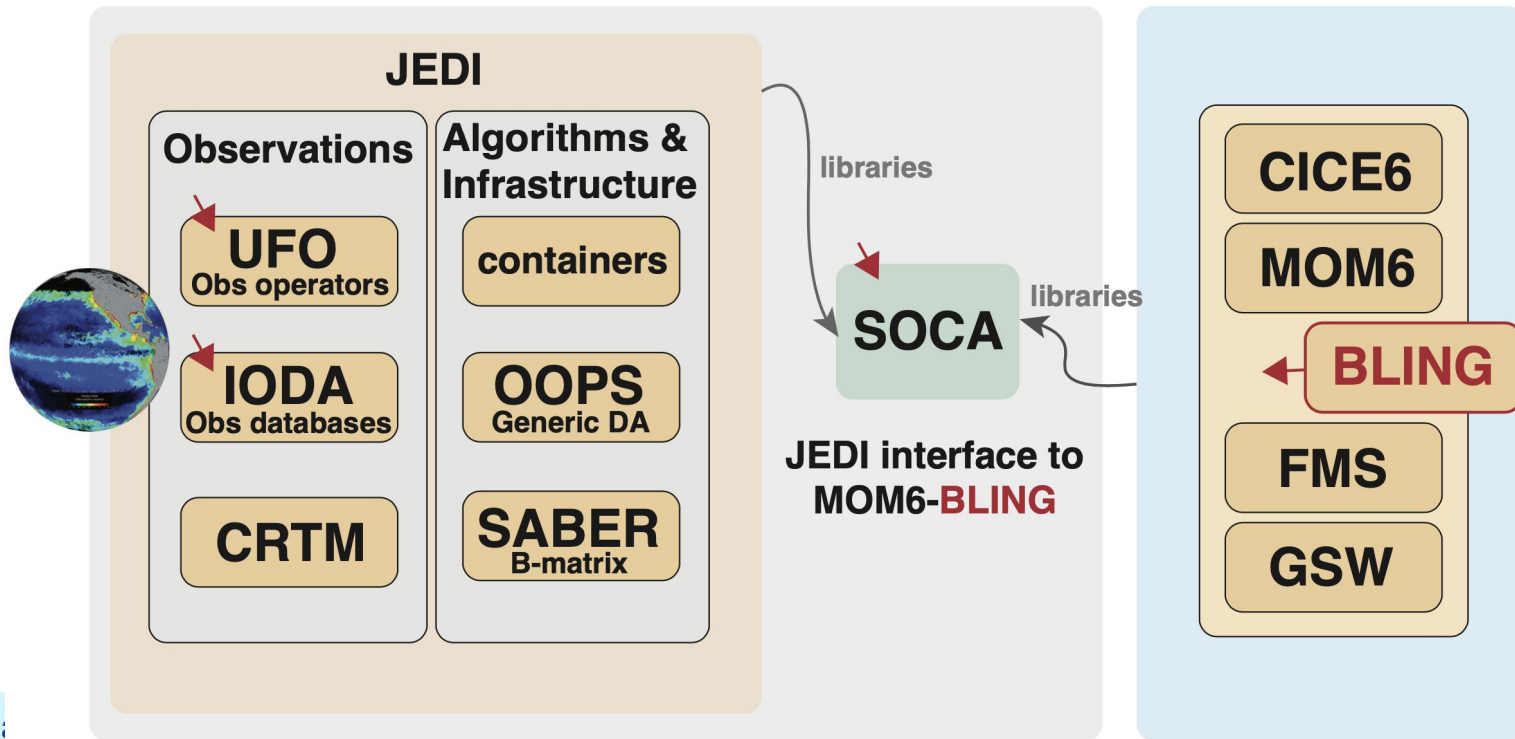 JEDI
Observations
UFO
Obs operators
IODA
Obs databases
CRTM
Algorithms &
Infrastructure
containers
OOPS
Generic DA
SABER
B-matrix
libraries
SOCA
libraries
JEDI interface to
MOM6-BLING
CICE6
MOM6
BLING
FMS
GSW